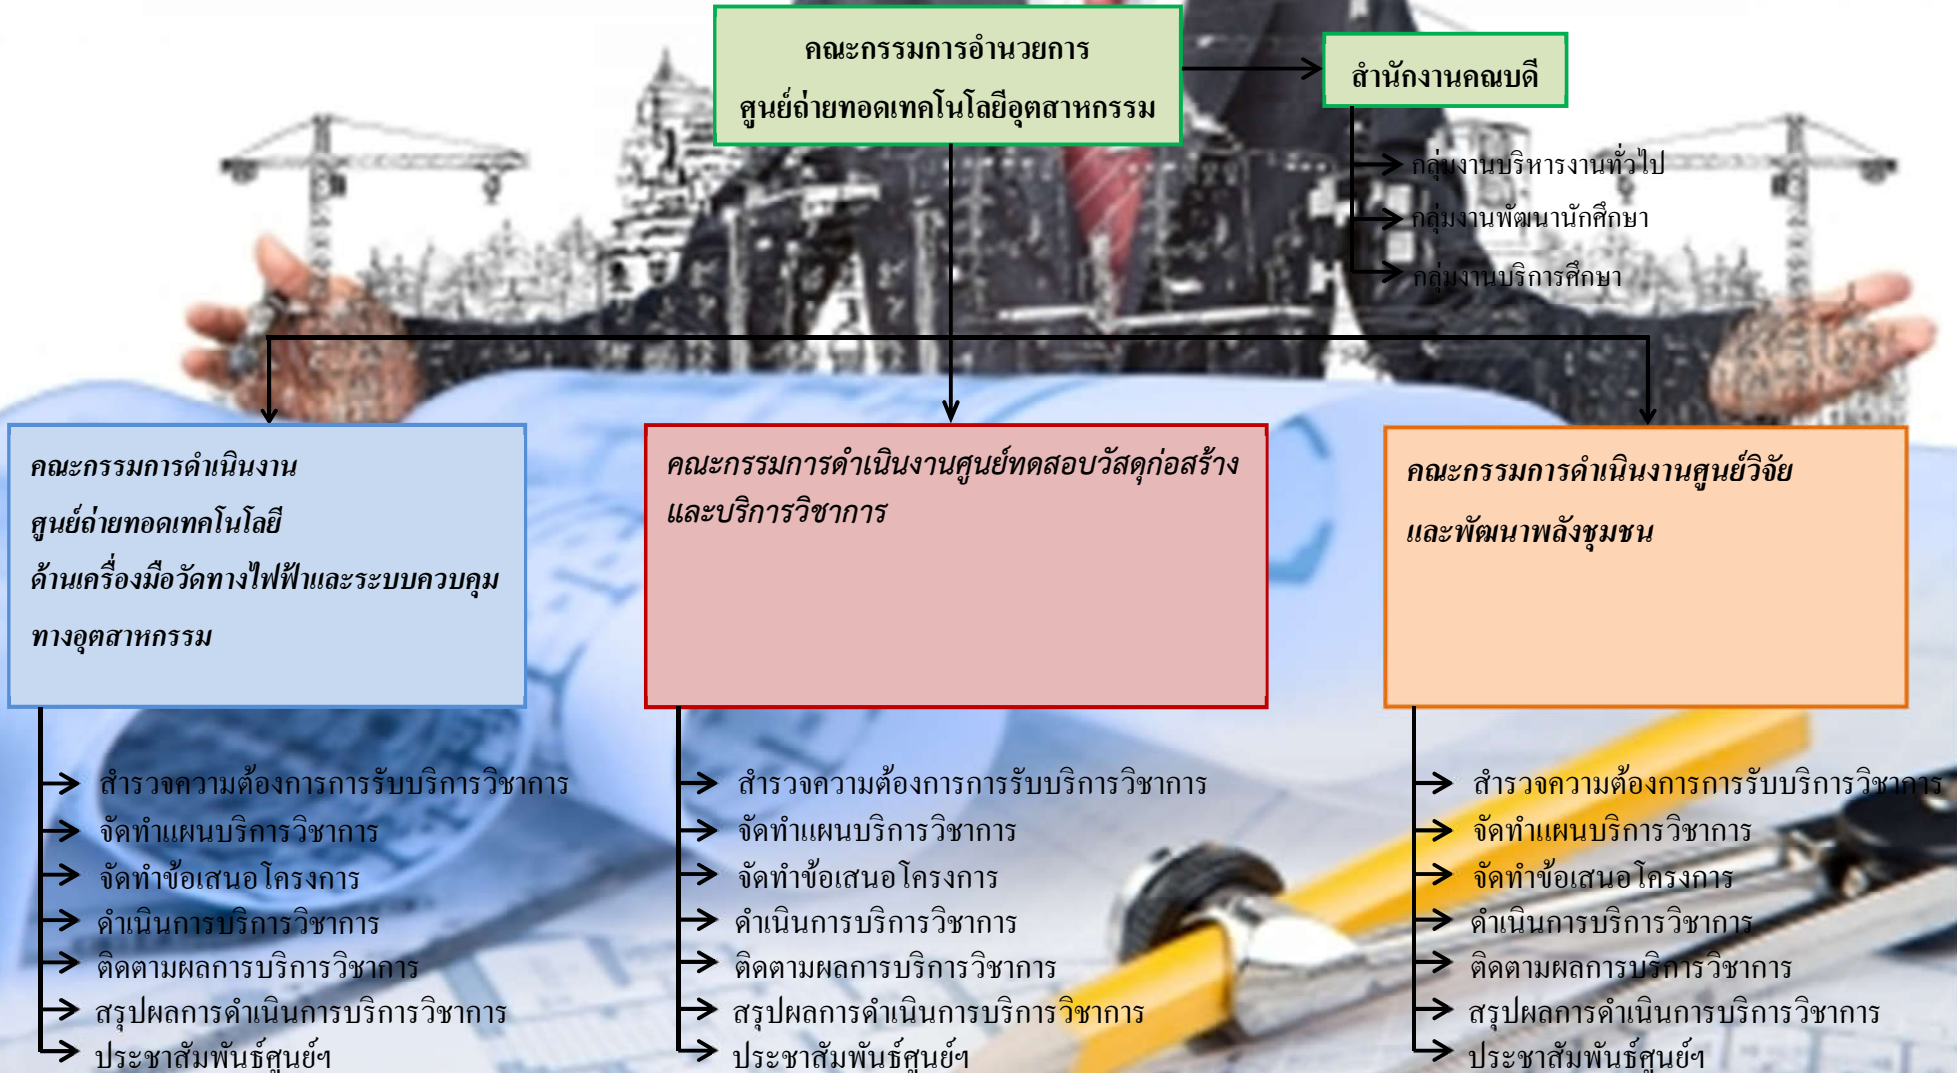 คณะกรรมการอำนวยการ
ศูนย์ถ่ายทอดเทคโนโลยีอุตสาหกรรม
สำนักงานคณบดี
กลุ่มงานบริหารงานทั่วไป
กลุ่มงานพัฒนานักศึกษา
กลุ่มงานบริการศึกษา
คณะกรรมการดำเนินงาน
ศูนย์ถ่ายทอดเทคโนโลยี
ด้านเครื่องมือวัดทางไฟฟ้าและระบบควบคุม
ทางอุตสาหกรรม
สำรวจความต้องการการรับบริการวิชาการ
จัดทำแผนบริการวิชาการ
จัดทำข้อเสนอโครงการ
ดำเนินการบริการวิชาการ
ติดตามผลการบริการวิชาการ
สรุปผลการดำเนินการบริการวิชาการ
ประชาสัมพันธ์ศูนย์ฯ
คณะกรรมการดำเนินงานศูนย์ทดสอบวัสดุก่อสร้าง
และบริการวิชาการ
สำรวจความต้องการการรับบริการวิชาการ
จัดทำแผนบริการวิชาการ
จัดทำข้อเสนอโครงการ
ดำเนินการบริการวิชาการ
ติดตามผลการบริการวิชาการ
สรุปผลการดำเนินการบริการวิชาการ
ประชาสัมพันธ์ศูนย์ฯ
คณะกรรมการดำเนินงานศูนย์วิจัย
และพัฒนาพลังชุมชน
สำรวจความต้องการการรับบริการวิชาการ
จัดทำแผนบริการวิชาการ
จัดทำข้อเสนอโครงการ
ดำเนินการบริการวิชาการ
ติดตามผลการบริการวิชาการ
สรุปผลการดำเนินการบริการวิชาการ
ประชาสัมพันธ์ศูนย์ฯ